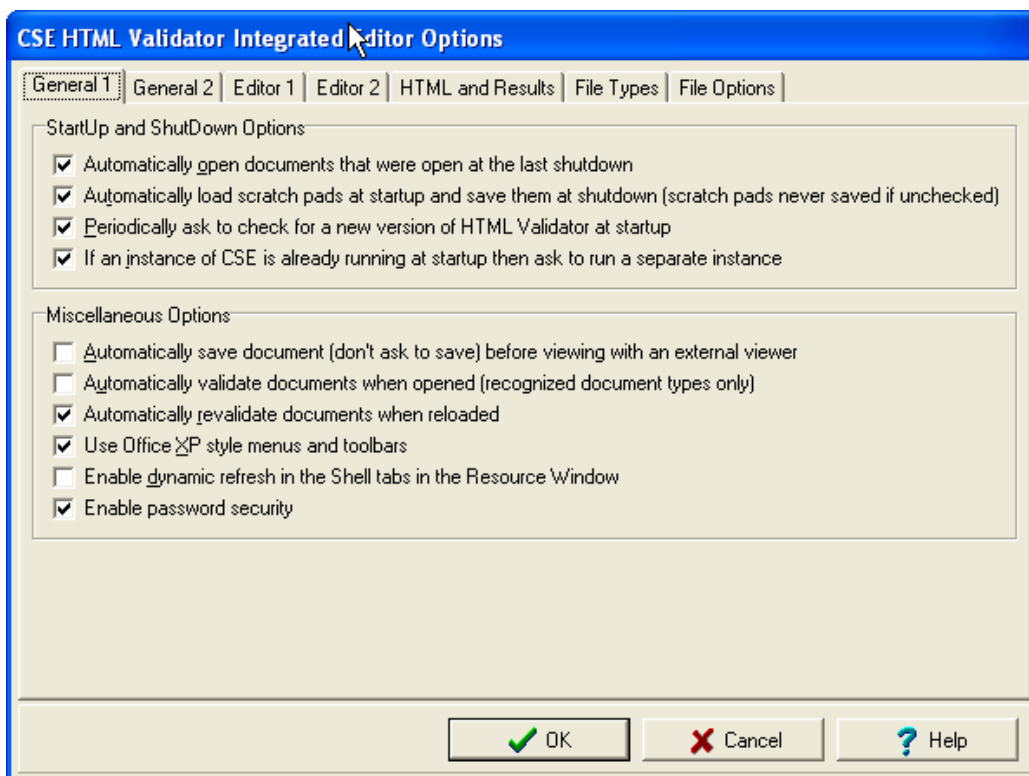 CSE HTML Validator Integrated Editor Options
General 1 General 2 Editor 1 Editor 2 HTML and Results File Types File Options
StartUp and ShutDown Options
Automatically open documents that were open at the last shutdown
Automatically load scratch pads at startup and save them at shutdown (scratch pads never saved if unchecked)
Periodically ask to check for a new version of HTML Validator at startup
If an instance of CSE is already running at startup then ask to run a separate instance
Miscellaneous Options
Automatically save document (don't ask to save) before viewing with an external viewer
Automatically validate documents when opened (recognized document types only)
Automatically revalidate documents when reloaded
Use Office XP style menus and toolbars
Enable dynamic refresh in the Shell tabs in the Resource Window
Enable password security
OK Cancel Help